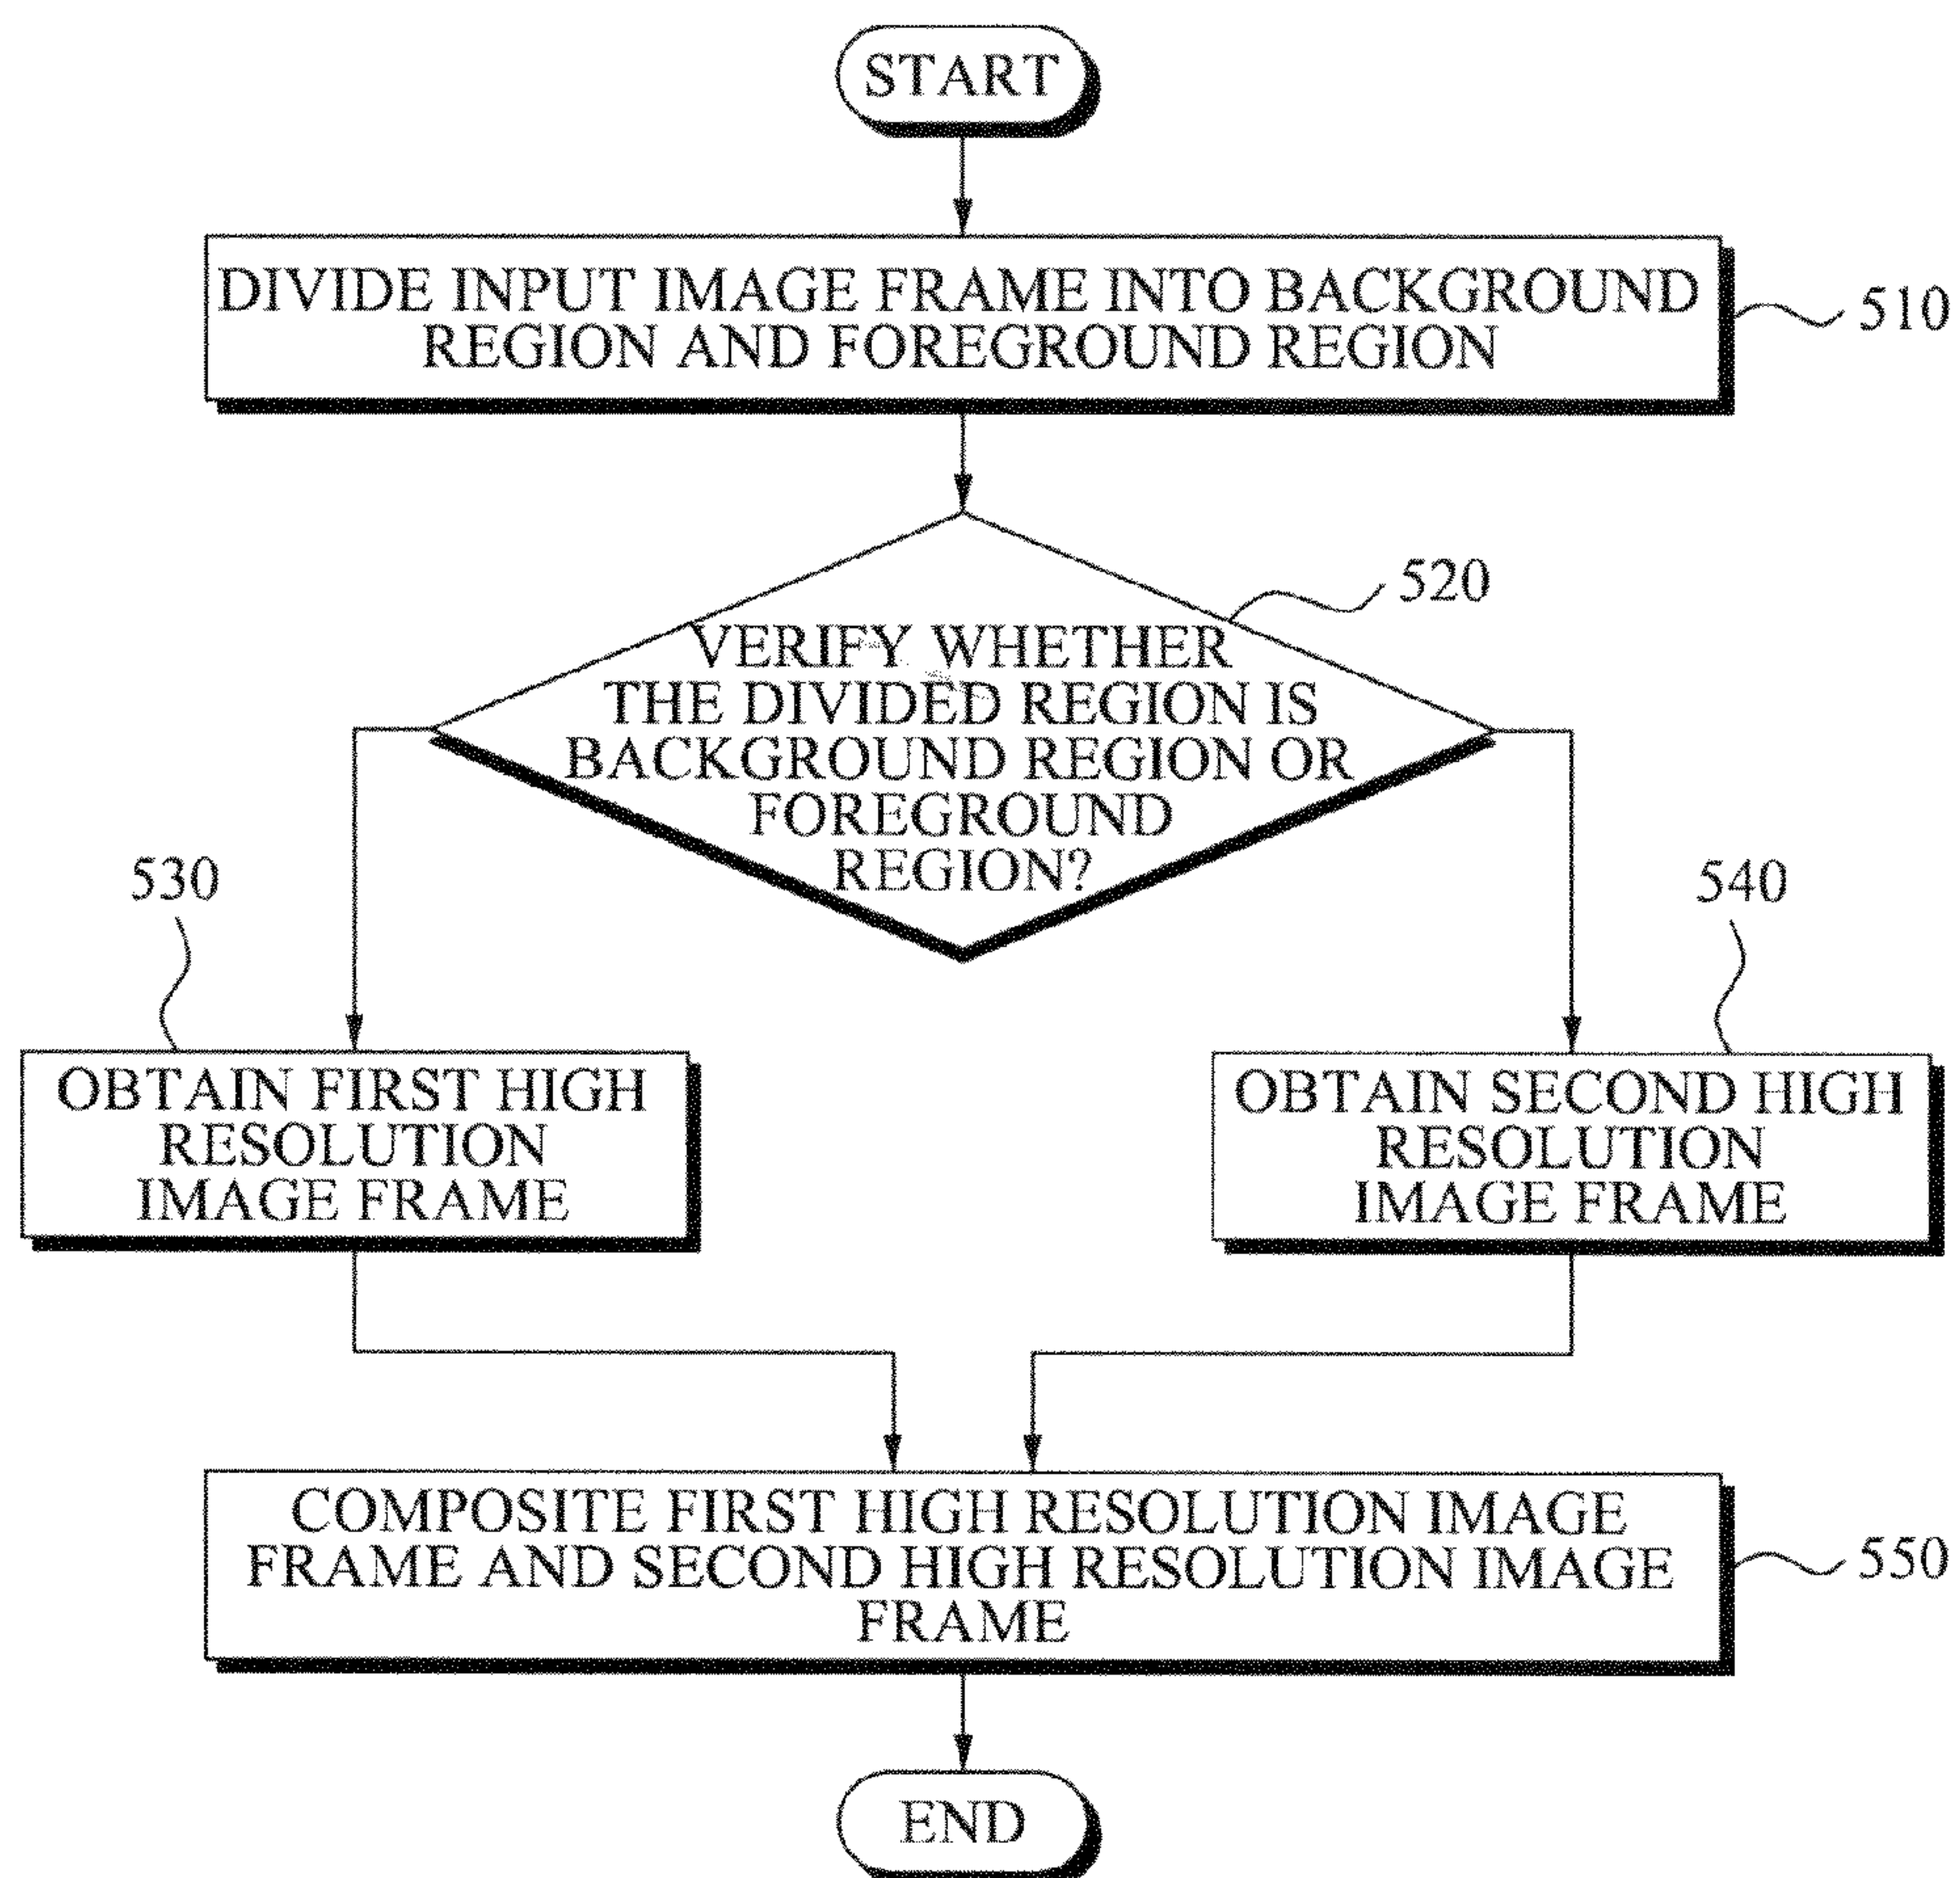 START
DIVIDE INPUT IMAGE FRAME INTO BACKGROUND
REGION AND FOREGROUND REGION
510
520
VERIFY WHETHER
THE DIVIDED REGION IS
BACKGROUND REGION OR
FOREGROUND
REGION?
530
540
OBTAIN FIRST HIGH
RESOLUTION
IMAGE FRAME
OBTAIN SECOND HIGH
RESOLUTION
IMAGE FRAME
COMPOSITE FIRST HIGH RESOLUTION IMAGE
FRAME AND SECOND HIGH RESOLUTION IMAGE
FRAME
550
END